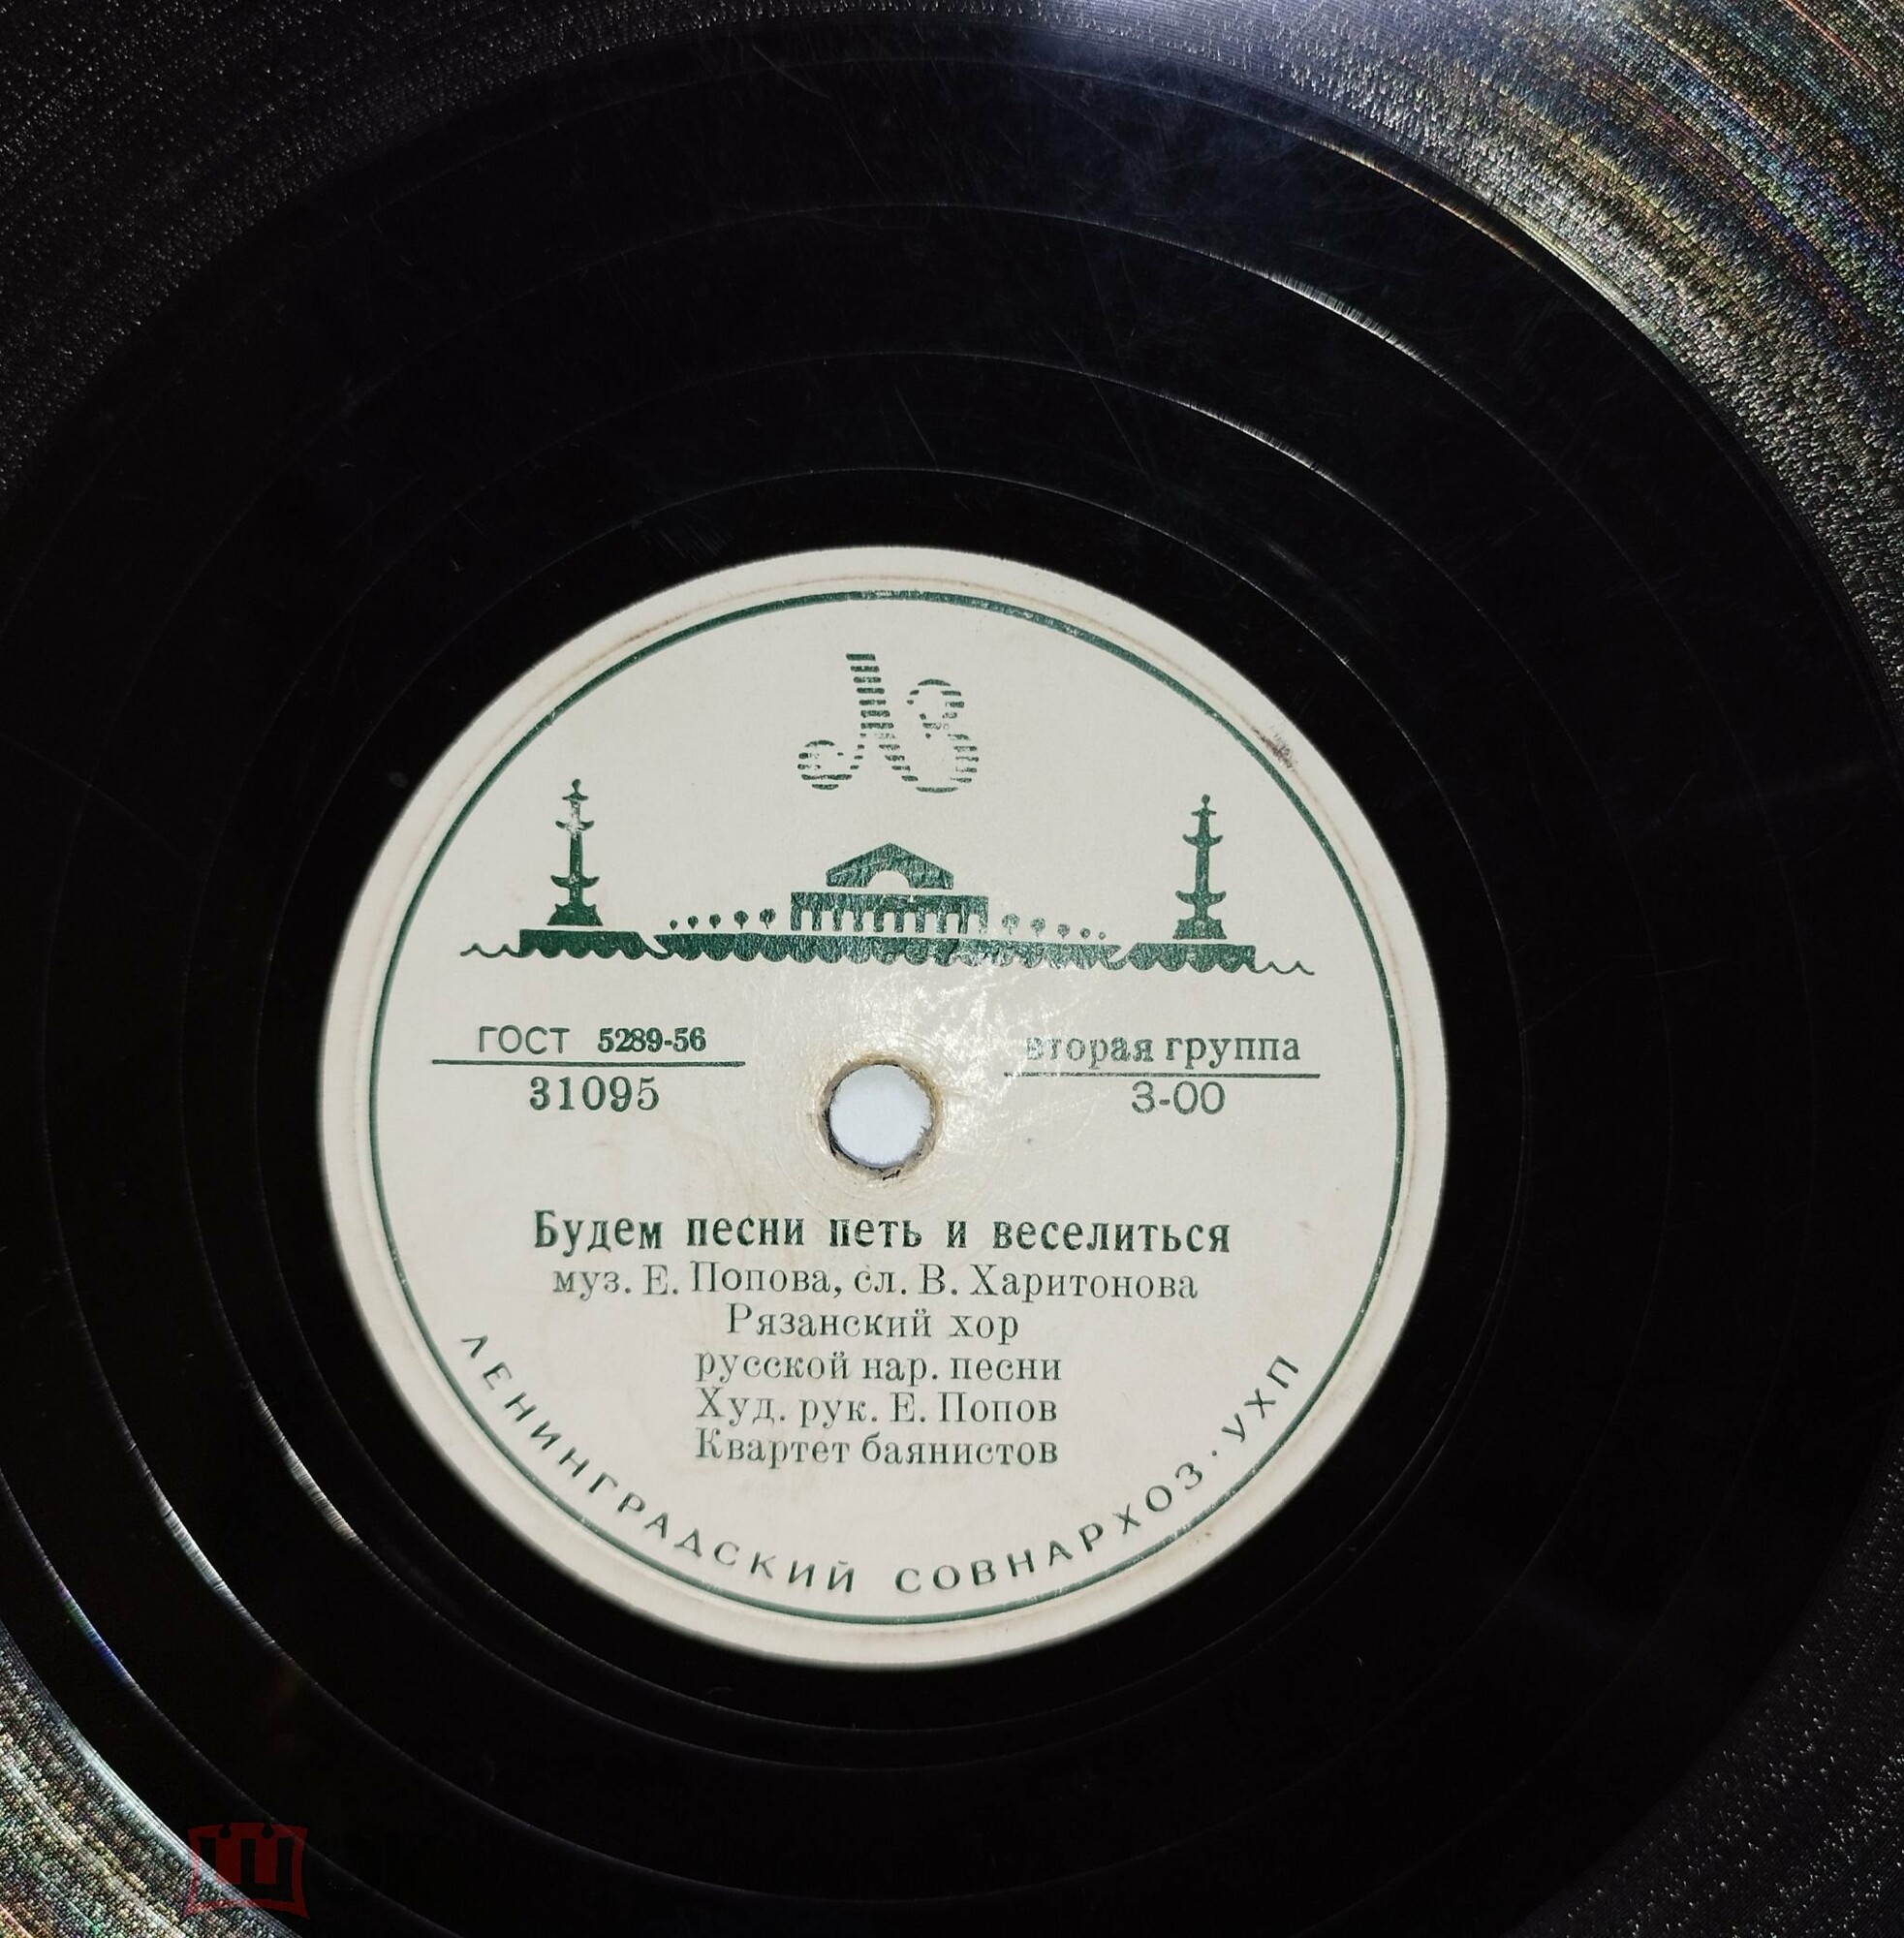 ЛЗ
ГОСТ 5289-56
31095
вторая группа
3-00
Будем песни петь и веселиться
муз. Е. Попова, сл. В. Харитонова
Рязанский хор
русской нар. песни
Худ. рук. Е. Попов
Квартет баянистов
ЛЕНИНГРАДСКИЙ СОВНАРХОЗ · УХП